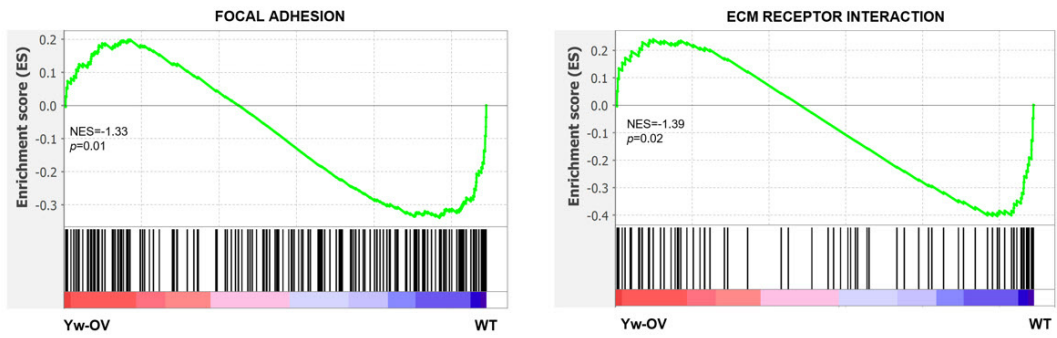 FOCAL ADHESION
Enrichment score (ES)
0.2
0.1
0.0
-0.1
-0.2
-0.3
NES=-1.33
p=0.01
Yw-OV
WT
ECM RECEPTOR INTERACTION
Enrichment score (ES)
0.2
0.1
0.0
-0.1
-0.2
-0.3
-0.4
NES=-1.39
p=0.02
Yw-OV
WT